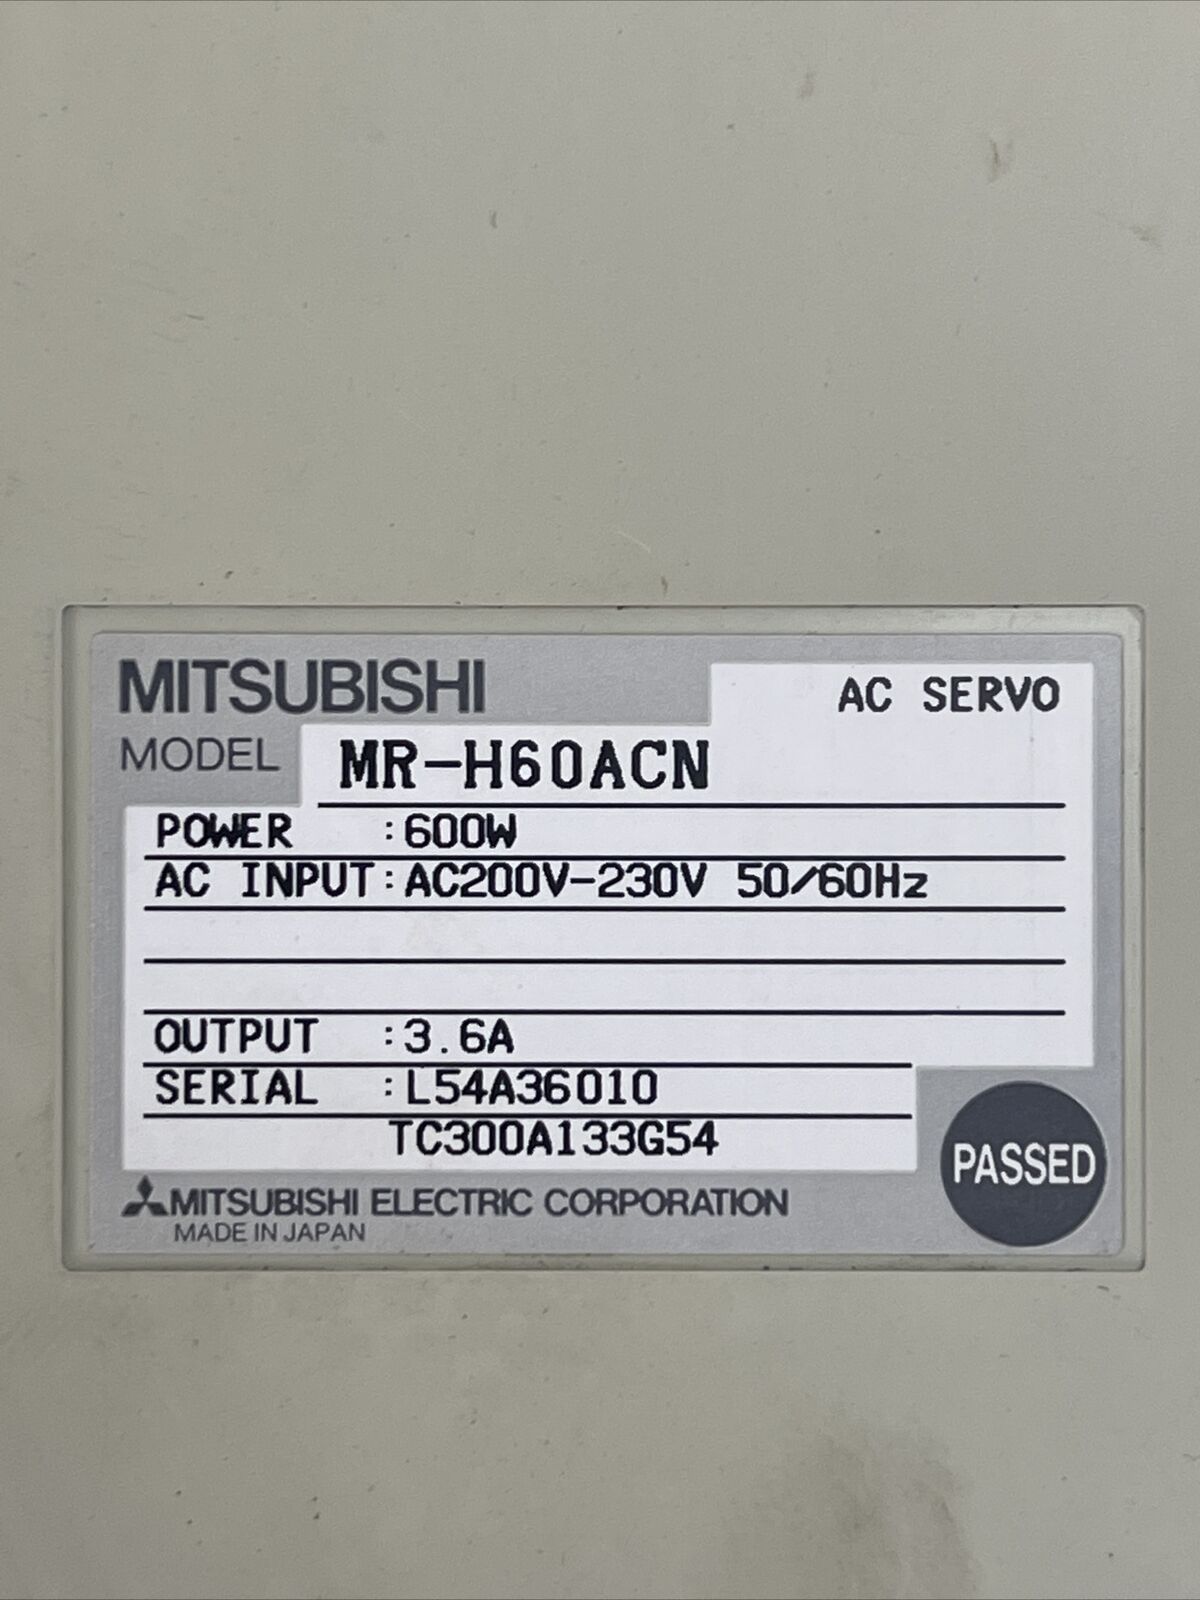 MITSUBISHI
AC SERVO
MODEL MR-H60ACN
POWER :600W
AC INPUT:AC200V-230V 50/60Hz
OUTPUT :3.6A
SERIAL :L54A36010
TC300A133G54
PASSED
MITSUBISHI ELECTRIC CORPORATION
MADE IN JAPAN